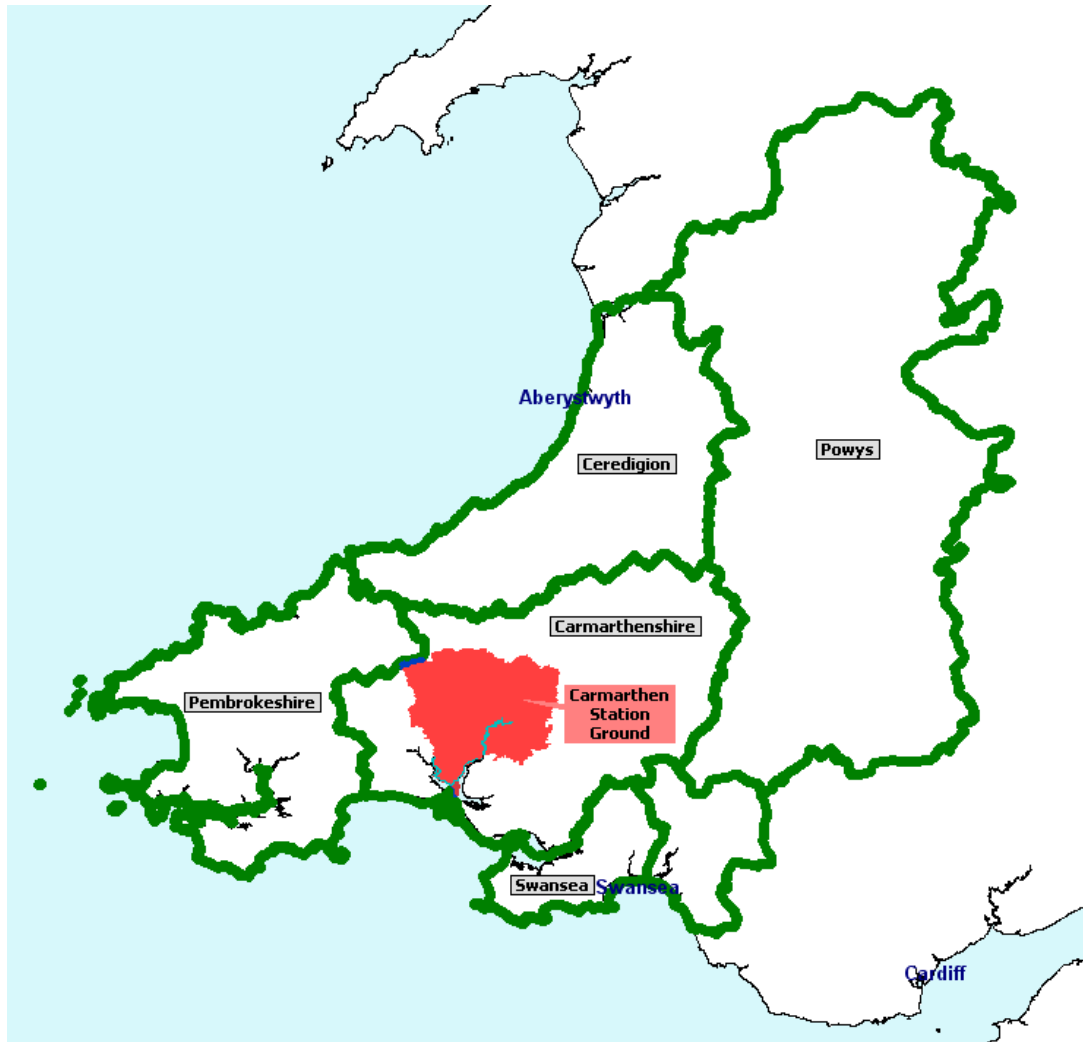 Aberystwyth
Powys
Ceredigion
Carmarthenshire
Pembrokeshire
Carmarthen
Station
Ground
Swansea
Swansea
Cardiff